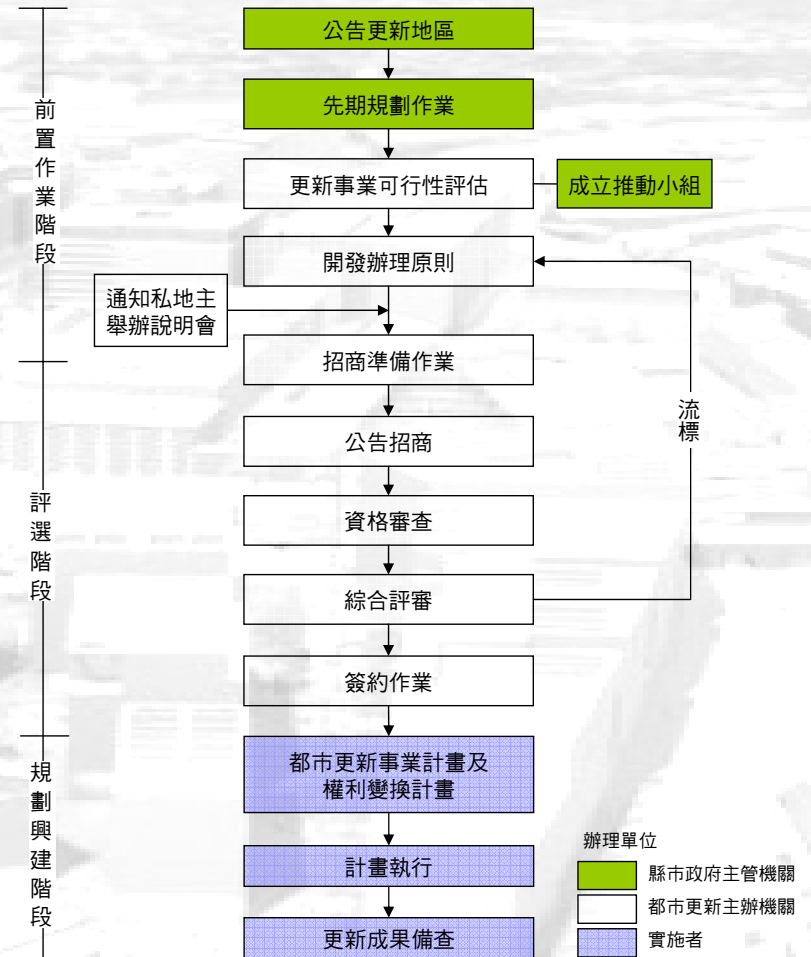 前置作業階段
公告更新地區
先期規劃作業
更新事業可行性評估
成立推動小組
開發辦理原則
通知私地主
舉辦說明會
招商準備作業
評選階段
公告招商
流標
資格審查
綜合評審
簽約作業
規劃興建階段
都市更新事業計畫及
權利變換計畫
計畫執行
更新成果備查
辦理單位
縣市政府主管機關
都市更新主辦機關
實施者